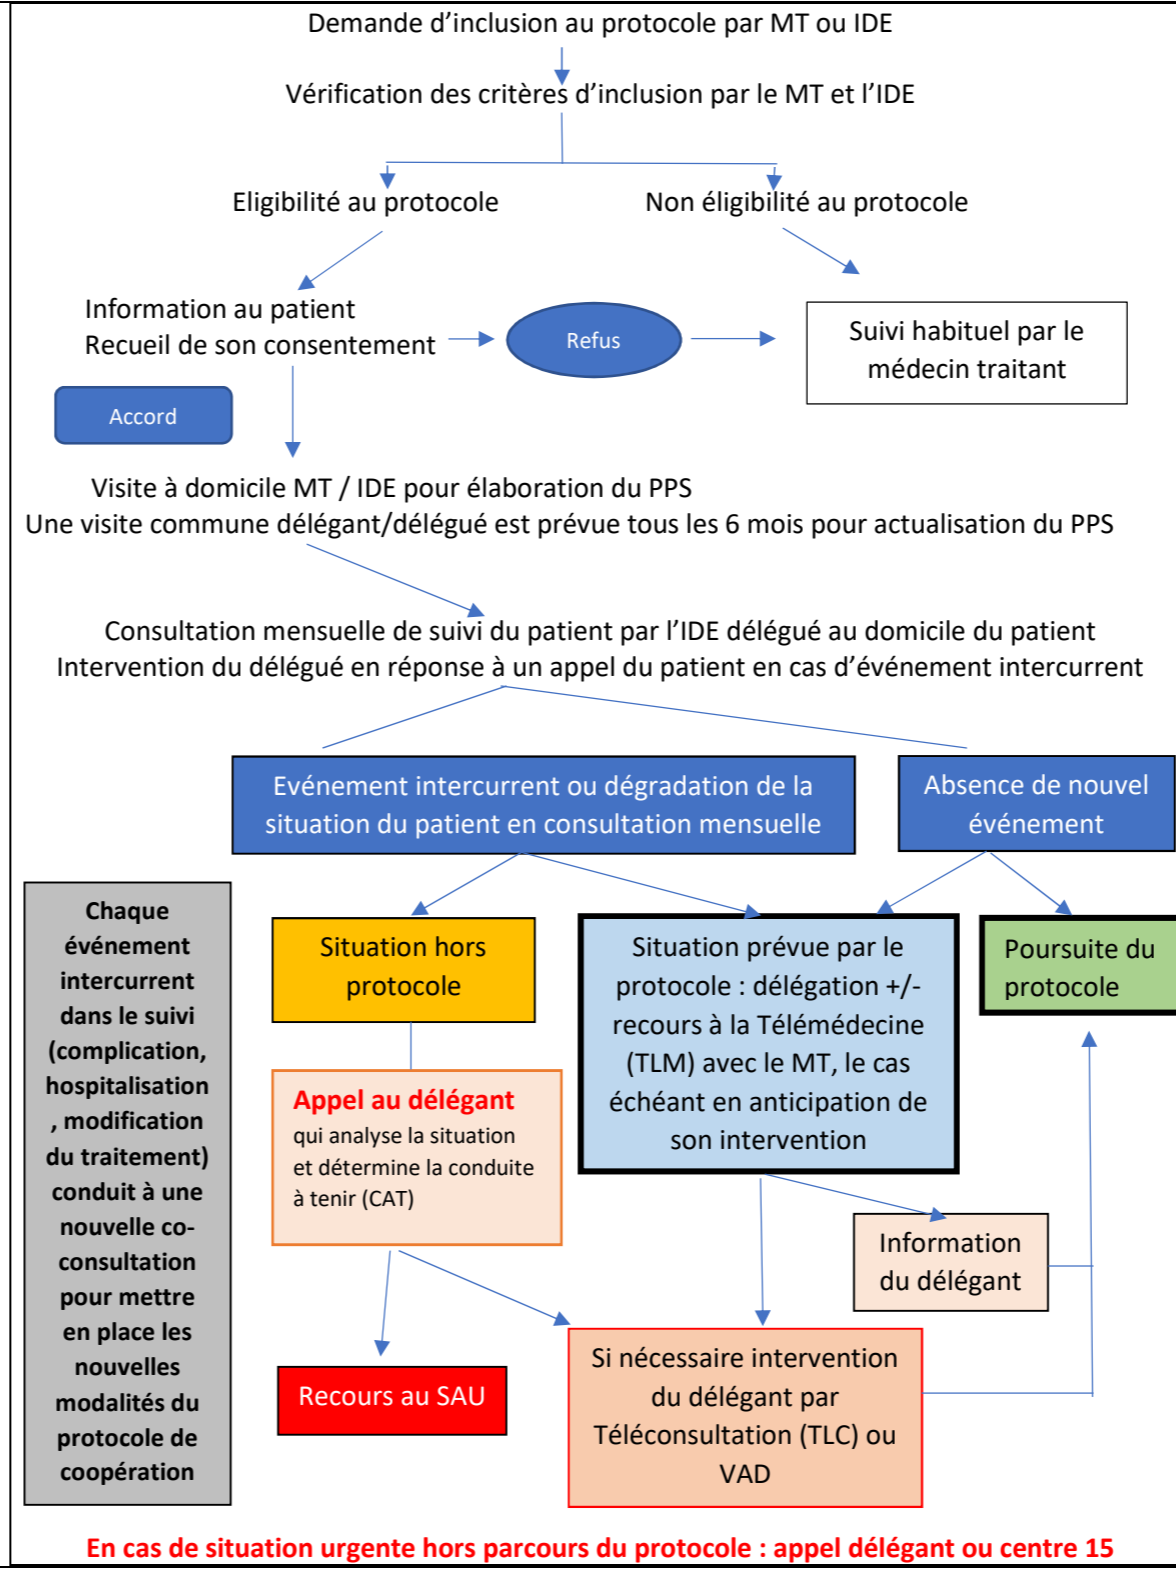 Demande d’inclusion au protocole par MT ou IDE
Vérification des critères d’inclusion par le MT et l’IDE
Eligibilité au protocole
Non éligibilité au protocole
Information au patient
Recueil de son consentement
Refus
Suivi habituel par le
médecin traitant
Accord
Visite à domicile MT / IDE pour élaboration du PPS
Une visite commune délégant/délégué est prévue tous les 6 mois pour actualisation du PPS
Consultation mensuelle de suivi du patient par l’IDE délégué au domicile du patient
Intervention du délégué en réponse à un appel du patient en cas d’événement intercurrent
Evénement intercurrent ou dégradation de la
situation du patient en consultation mensuelle
Absence de nouvel
événement
Chaque
événement
intercurrent
dans le suivi
(complication,
hospitalisation
, modification
du traitement)
conduit à une
nouvelle co-
consultation
pour mettre
en place les
nouvelles
modalités du
protocole de
coopération
Situation hors
protocole
Situation prévue par le
protocole : délégation +/-
recours à la Télémédecine
(TLM) avec le MT, le cas
échéant en anticipation de
son intervention
Poursuite du
protocole
Appel au délégant
qui analyse la situation
et détermine la conduite
à tenir (CAT)
Information
du délégant
Recours au SAU
Si nécessaire intervention
du délégant par
Téléconsultation (TLC) ou
VAD
En cas de situation urgente hors parcours du protocole : appel délégant ou centre 15